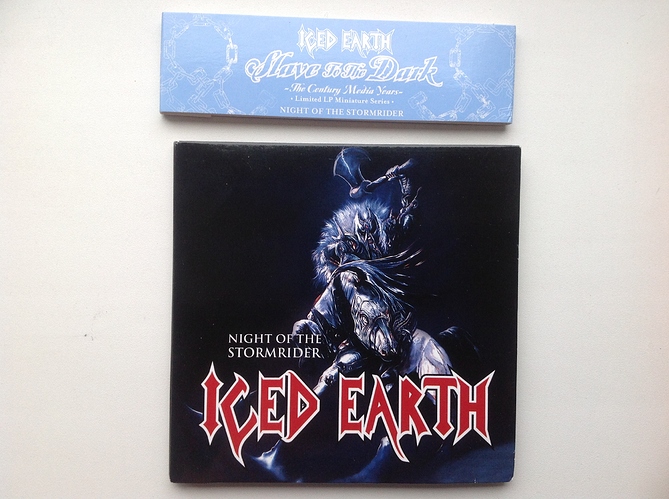 ICED EARTH
Slave To The Dark
-The Century Media Years-
· Limited LP Miniature Series ·
NIGHT OF THE STORMRIDER
NIGHT OF THE
STORMRIDER
ICED EARTH